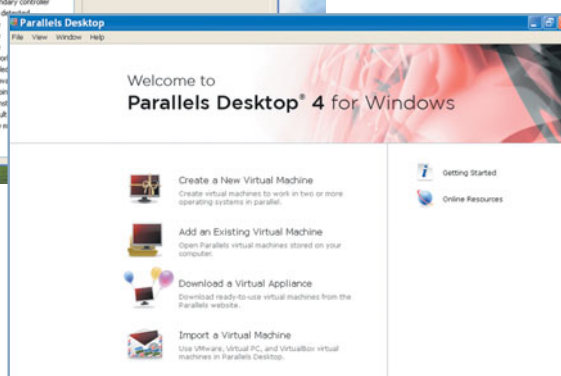 controller
detected
Parallels Desktop
File View Window Help
Welcome to
Parallels Desktop® 4 for Windows
Create a New Virtual Machine
Create virtual machines to work in two or more
operating systems in parallel.
Add an Existing Virtual Machine
Open Parallels virtual machines stored on your
computer.
Download a Virtual Appliance
Download ready-to-use virtual machines from the
Parallels website.
Import a Virtual Machine
Use VMware, Virtual PC, and VirtualBox virtual
machines in Parallels Desktop.
Getting Started
Online Resources